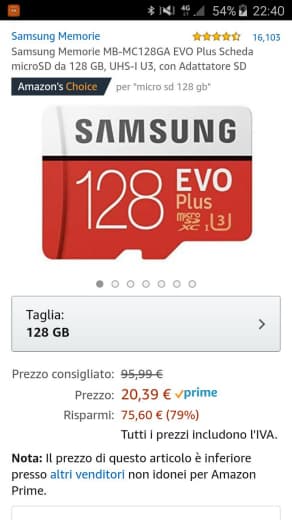 54% 22:40
Samsung Memorie
16,103
Samsung Memorie MB-MC128GA EVO Plus Scheda
microSD da 128 GB, UHS-I U3, con Adattatore SD
Amazon's Choice per "micro sd 128 gb"
SAMSUNG
128 EVO
Plus
micro
SD
XC I U3
Taglia:
128 GB
Prezzo consigliato: 95,99 €
Prezzo: 20,39 € prime
Risparmi: 75,60 € (79%)
Tutti i prezzi includono l'IVA.
Nota: Il prezzo di questo articolo è inferiore
presso altri venditori non idonei per Amazon
Prime.